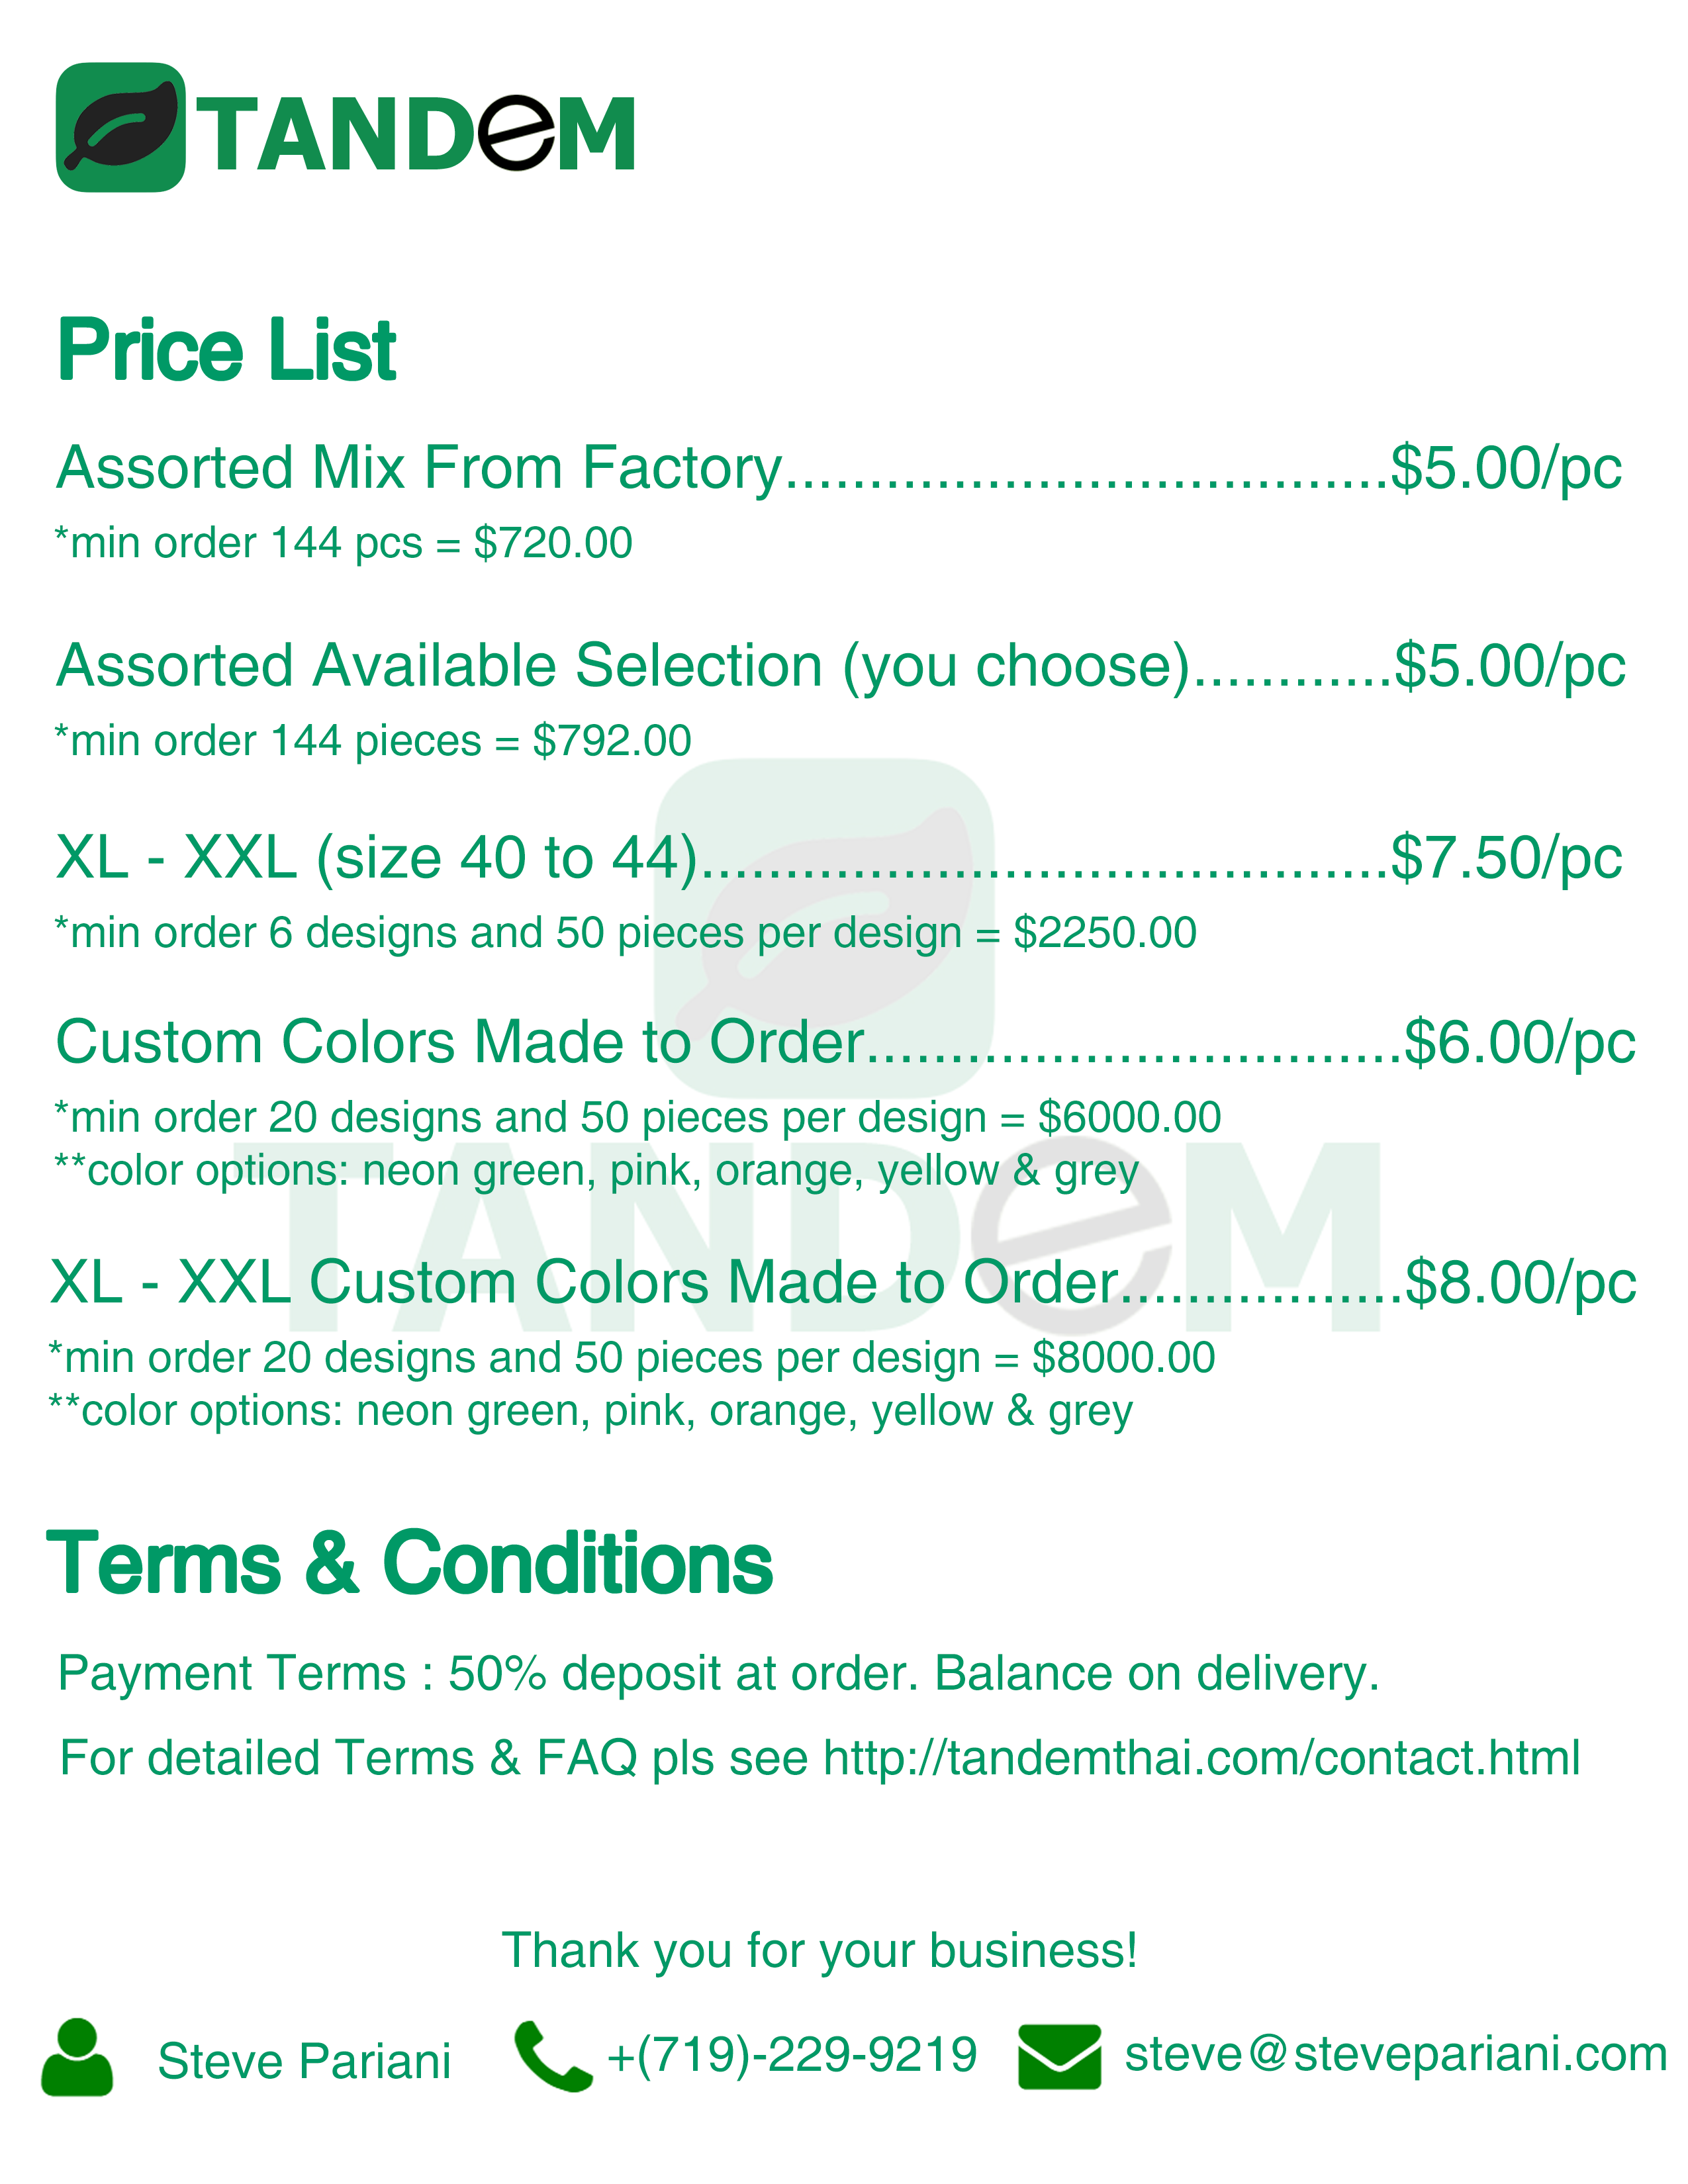 TANDeM
Price List
Assorted Mix From Factory....................................$5.00/pc
*min order 144 pcs = $720.00
Assorted Available Selection (you choose)............$5.00/pc
*min order 144 pieces = $792.00
XL - XXL (size 40 to 44).........................................$7.50/pc
*min order 6 designs and 50 pieces per design = $2250.00
Custom Colors Made to Order................................$6.00/pc
*min order 20 designs and 50 pieces per design = $6000.00
**color options: neon green, pink, orange, yellow & grey
TANDeM
XL - XXL Custom Colors Made to Order.................$8.00/pc
*min order 20 designs and 50 pieces per design = $8000.00
**color options: neon green, pink, orange, yellow & grey
Terms & Conditions
Payment Terms : 50% deposit at order. Balance on delivery.
For detailed Terms & FAQ pls see http://tandemthai.com/contact.html
Thank you for your business!
Steve Pariani +(719)-229-9219 steve@stevepariani.com